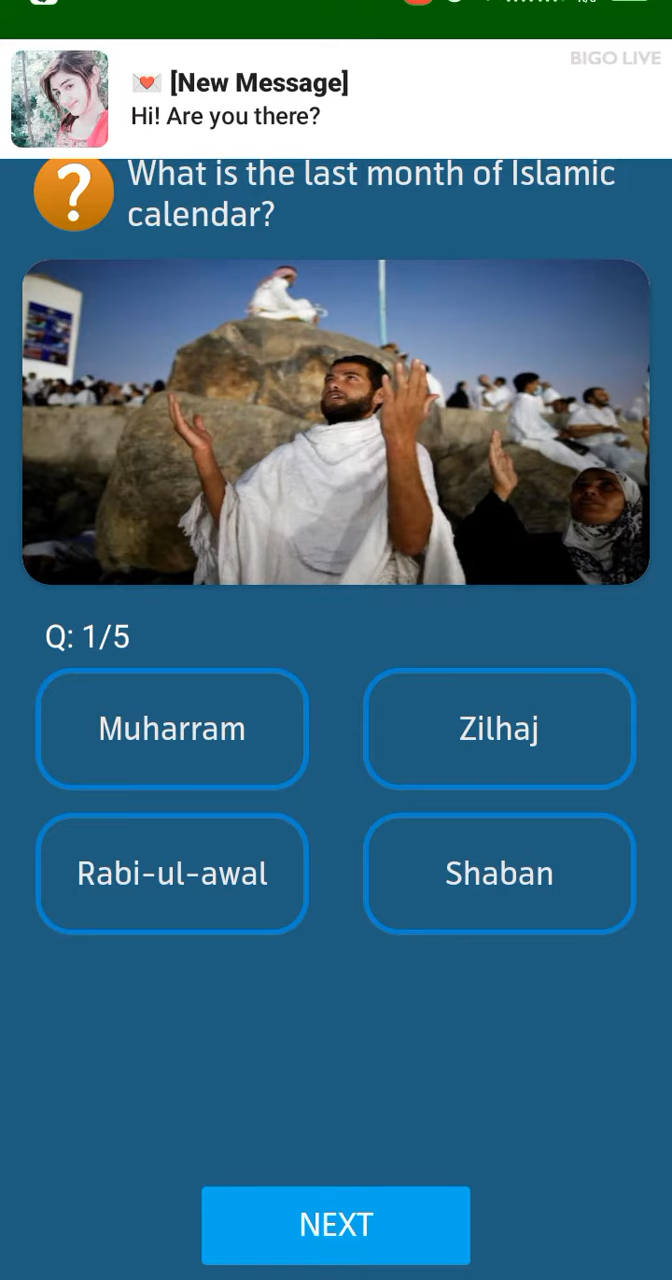 BIGO LIVE
💌 [New Message]
Hi! Are you there?
?
What is the last month of Islamic
calendar?
Q: 1/5
Muharram
Zilhaj
Rabi-ul-awal
Shaban
NEXT